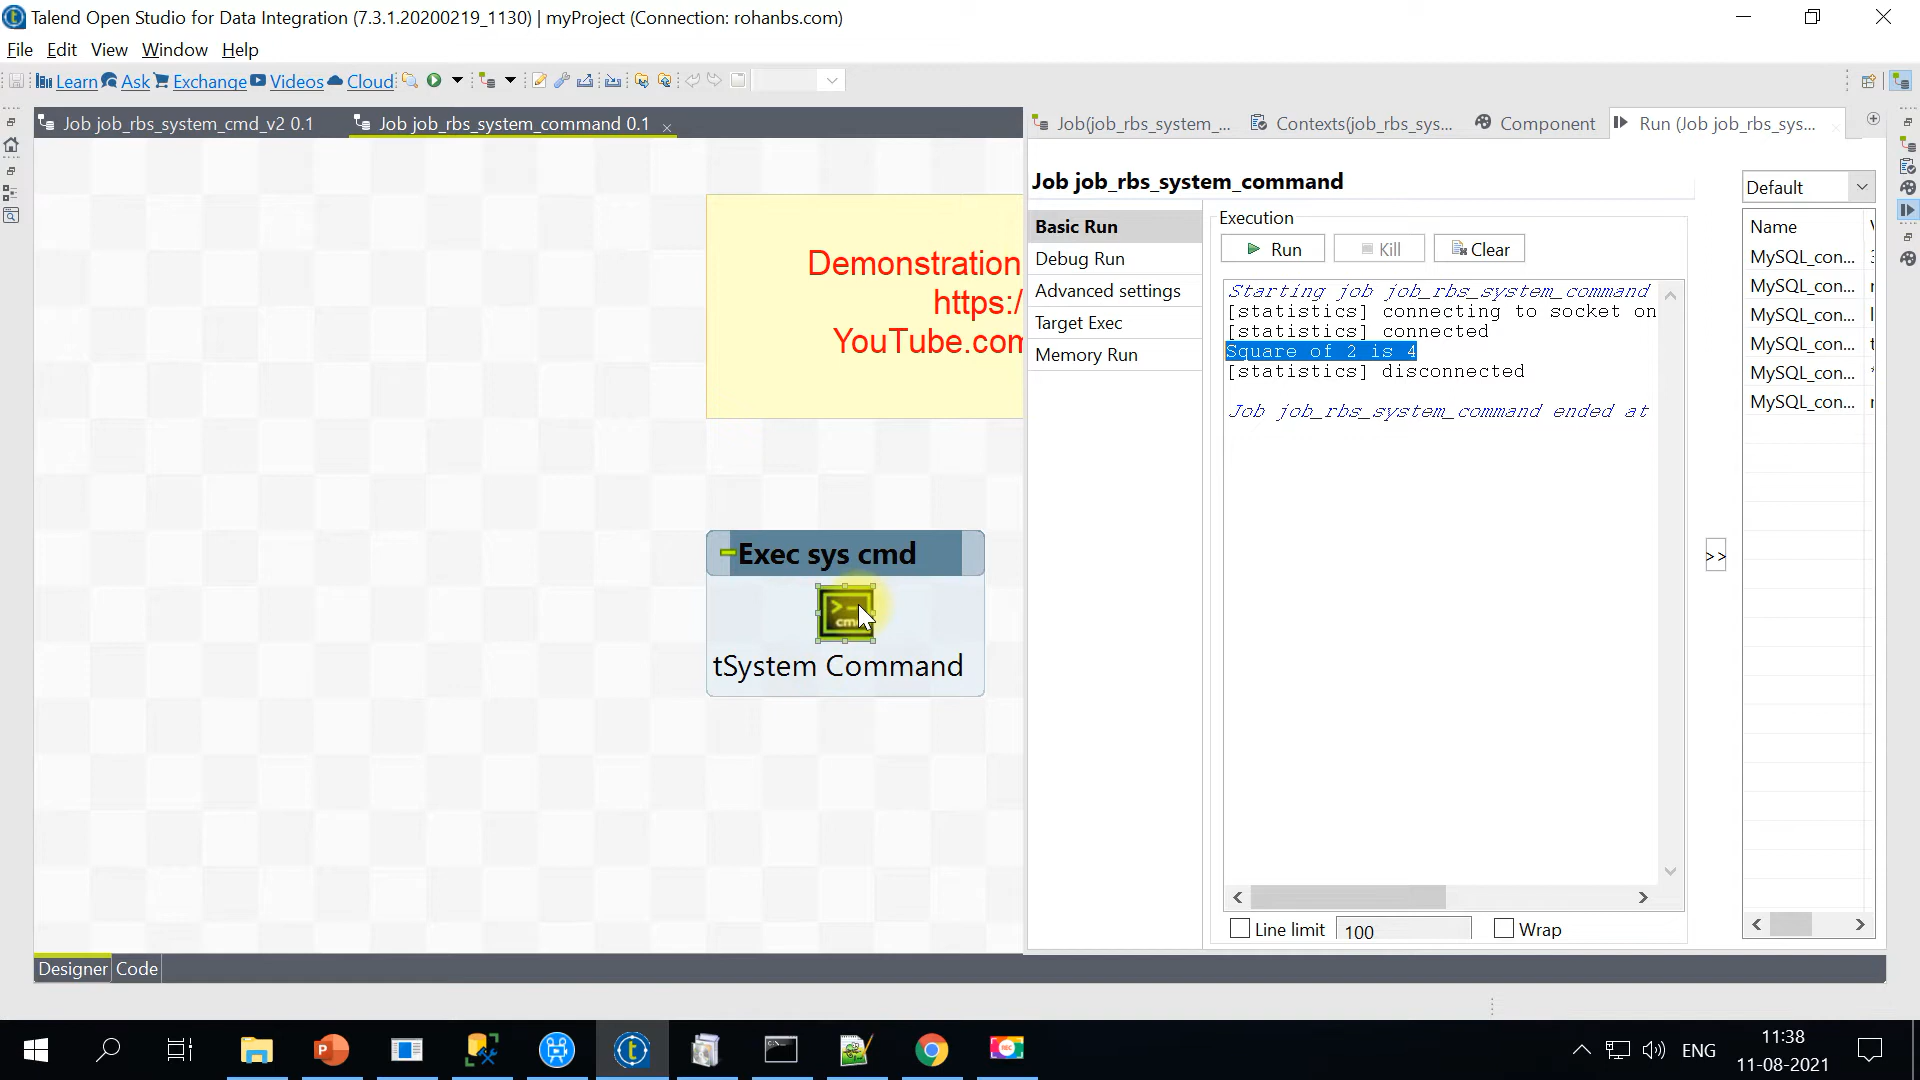 Talend Open Studio for Data Integration (7.3.1.20200219_1130) | myProject (Connection: rohanbs.com)
File Edit View Window Help
Learn Ask Exchange Videos Cloud
Job job_rbs_system_cmd_v2 0.1
Job job_rbs_system_command 0.1
Job(job_rbs_system_...
Contexts(job_rbs_sys...
Component
Run (Job job_rbs_sys...
Job job_rbs_system_command
Default
Basic Run
Debug Run
Advanced settings
Target Exec
Memory Run
Execution
Run
Kill
Clear
Starting job job_rbs_system_command
[statistics] connecting to socket on
[statistics] connected
Square of 2 is 4
[statistics] disconnected
Job job_rbs_system_command ended at
Line limit
100
Wrap
>>
Name
MySQL_con...
MySQL_con...
MySQL_con...
MySQL_con...
MySQL_con...
MySQL_con...
Demonstration
https:/
YouTube.com
Exec sys cmd
tSystem Command
Designer
Code
ENG
11:38
11-08-2021